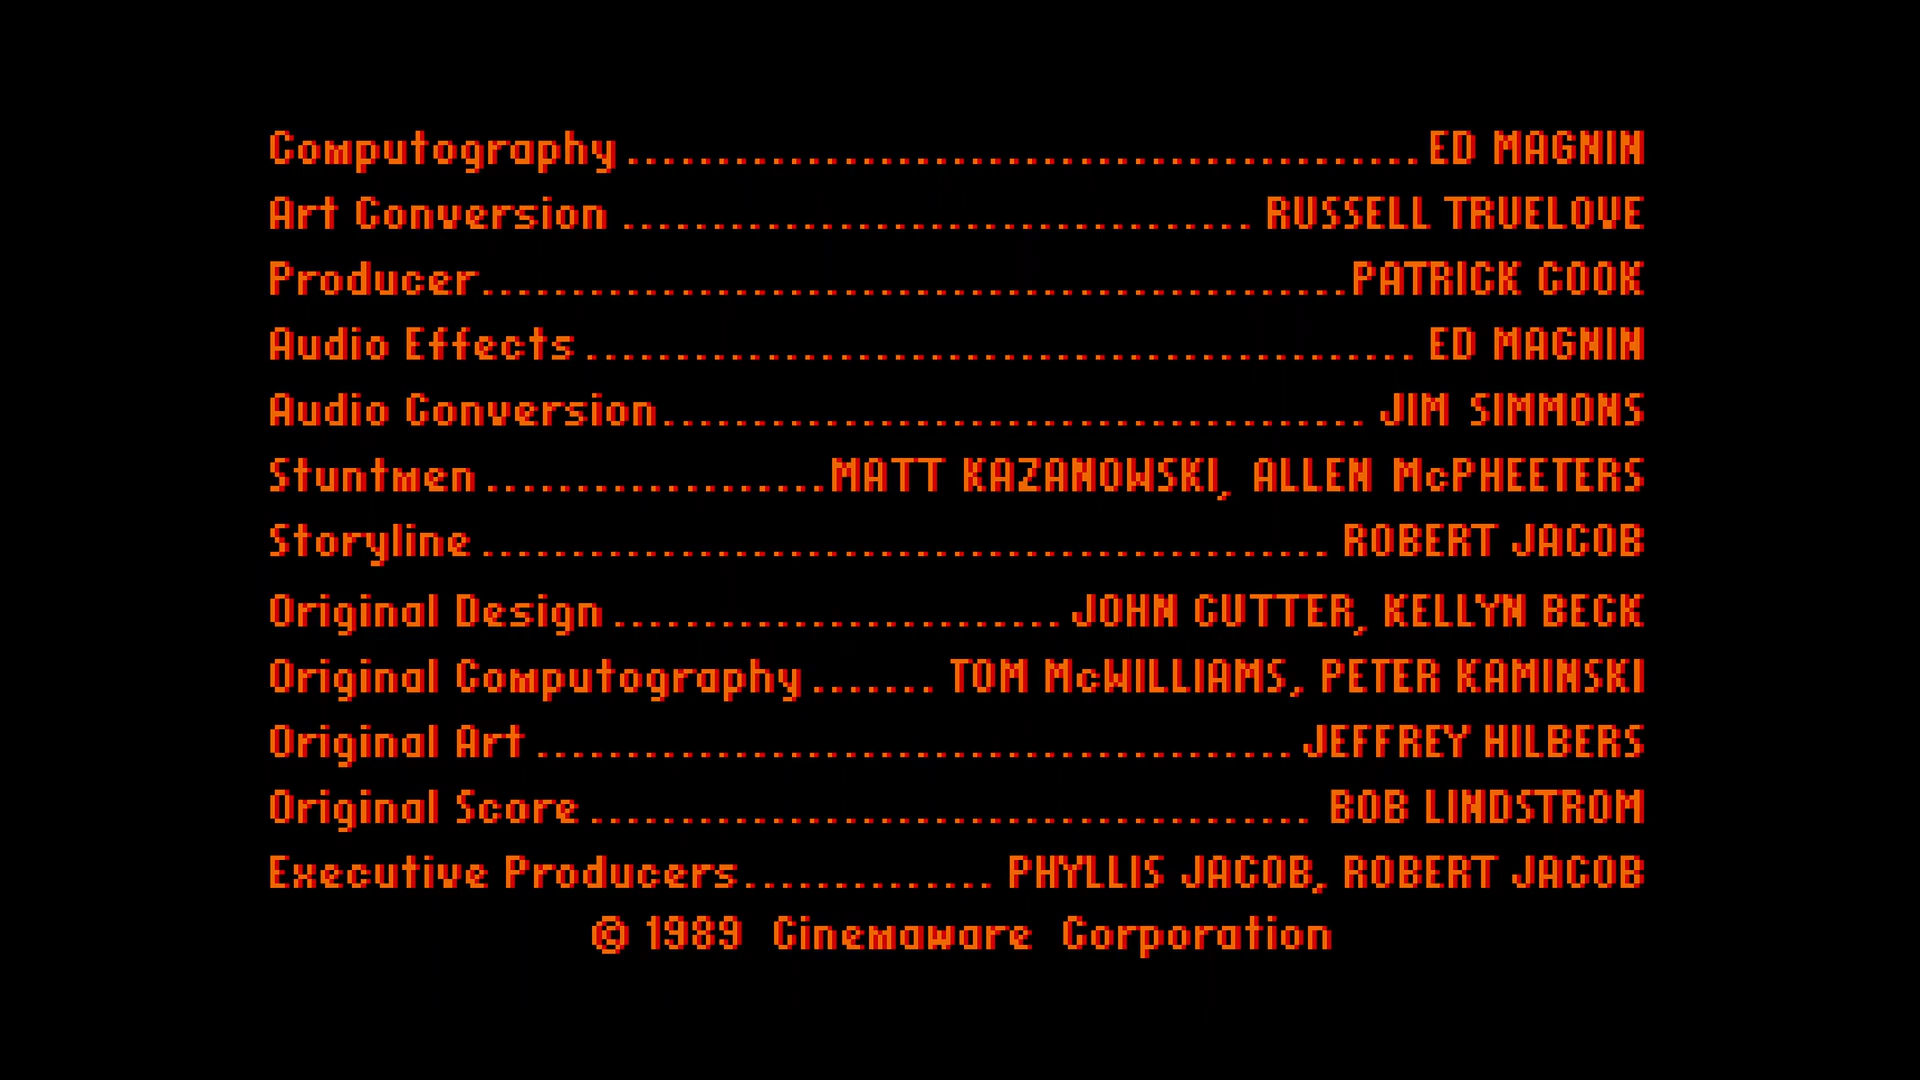 Computography............................................ED MAGNIN
Art Conversion ................................... RUSSELL TRUELOVE
Producer................................................PATRICK COOK
Audio Effects .............................................. ED MAGNIN
Audio Conversion....................................... JIM SIMMONS
Stuntmen ...................MATT KAZANOWSKI, ALLEN McPHEETERS
Storyline ............................................... ROBERT JACOB
Original Design ......................... JOHN CUTTER, KELLYN BECK
Original Computography ....... TOM McWILLIAMS, PETER KAMINSKI
Original Art .......................................... JEFFREY HILBERS
Original Score ........................................ BOB LINDSTROM
Executive Producers.............. PHYLLIS JACOB, ROBERT JACOB
© 1989 Cinemaware Corporation